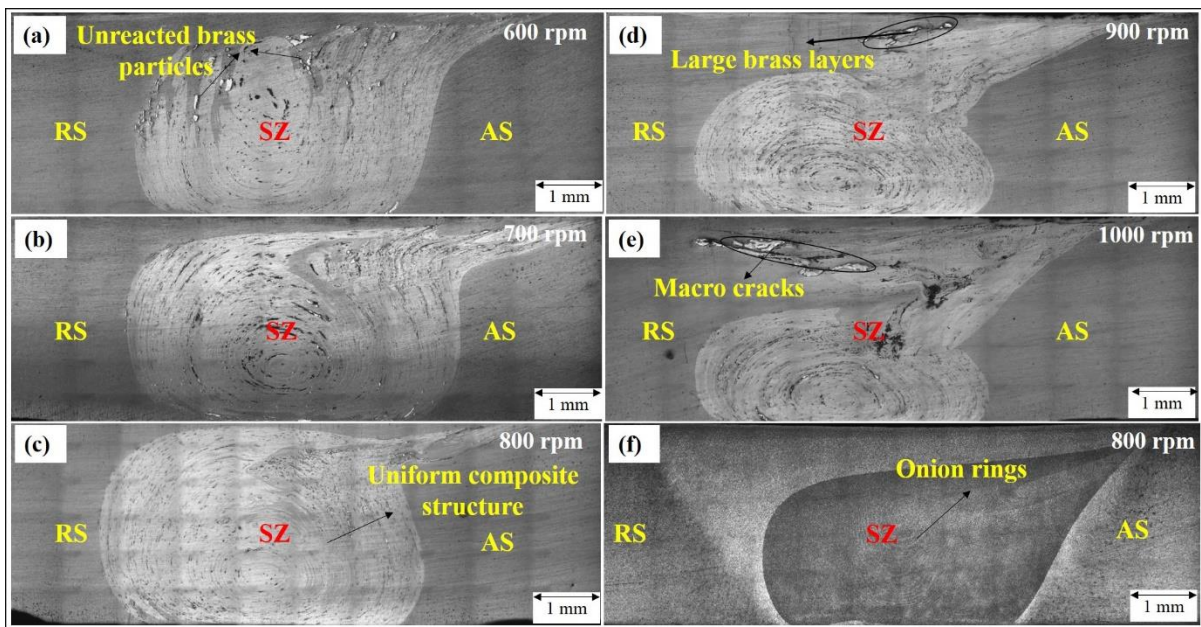 (a)
600 rpm
Unreacted brass
particles
RS
SZ
AS
1 mm
(b)
700 rpm
RS
SZ
AS
1 mm
(c)
800 rpm
Uniform composite
structure
RS
SZ
AS
1 mm
(d)
900 rpm
Large brass layers
RS
SZ
AS
1 mm
(e)
1000 rpm
Macro cracks
RS
SZ
AS
1 mm
(f)
800 rpm
Onion rings
RS
SZ
AS
1 mm